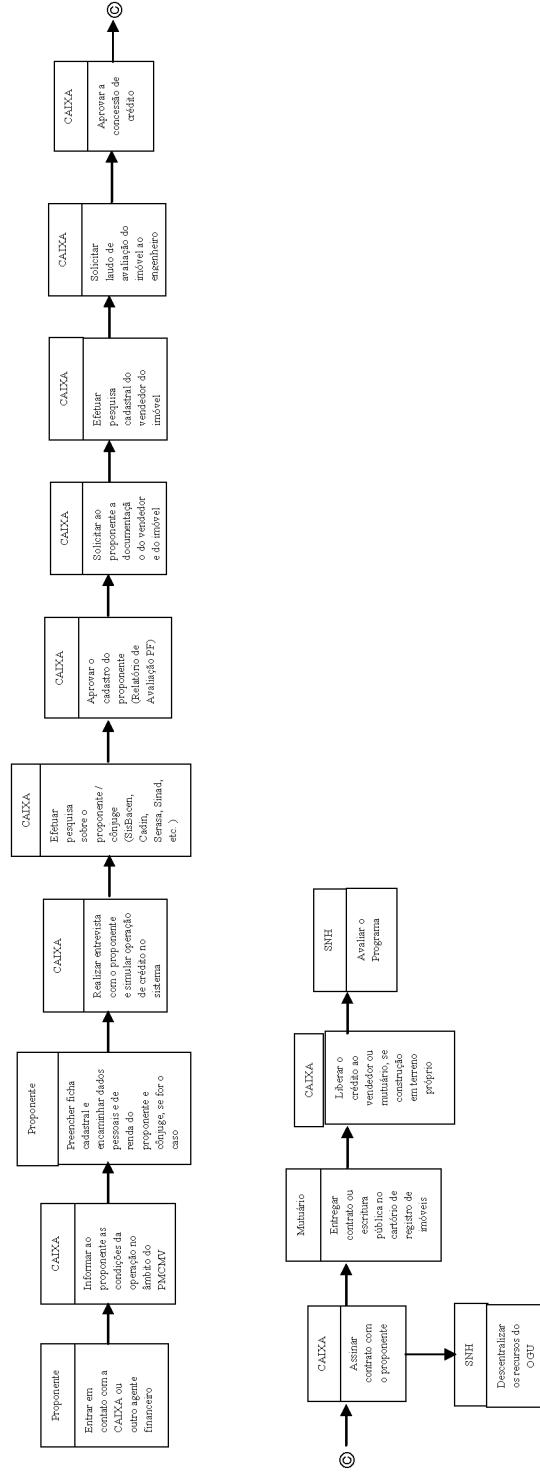 Proponente
Entrar em
contato com a
CAIXA ou
outro agente
financeiro
CAIXA
Informar ao
proponente as
condições da
operação no
âmbito do
PMCMV
Proponente
Preencher ficha
cadastral e
encaminhar dados
pessoais e de
renda do
proponente e
cônjuge, se for o
caso
CAIXA
Realizar entrevista
com o proponente
e simular operação
de crédito no
sistema
CAIXA
Efetuar
pesquisa
sobre o
proponente /
cônjuge
(SisBacen,
Cadin,
Serasa, Sinad,
etc. )
CAIXA
Aprovar o
cadastro do
proponente
(Relatório de
Avaliação PF)
CAIXA
Solicitar ao
proponente a
documentaçã
o do vendedor
e do imóvel
CAIXA
Efetuar
pesquisa
cadastral do
vendedor do
imóvel
CAIXA
Solicitar
laudo de
avaliação do
imóvel ao
engenheiro
CAIXA
Aprovar a
concessão de
crédito
©
©
CAIXA
Assinar
contrato com
o proponente
SNH
Descentralizar
os recursos do
OGU
Mutuário
Entregar
contrato ou
escritura
pública no
cartório de
registro de
imóveis
CAIXA
Liberar o
crédito ao
vendedor ou
mutuário, se
construção
em terreno
próprio
SNH
Avaliar o
Programa